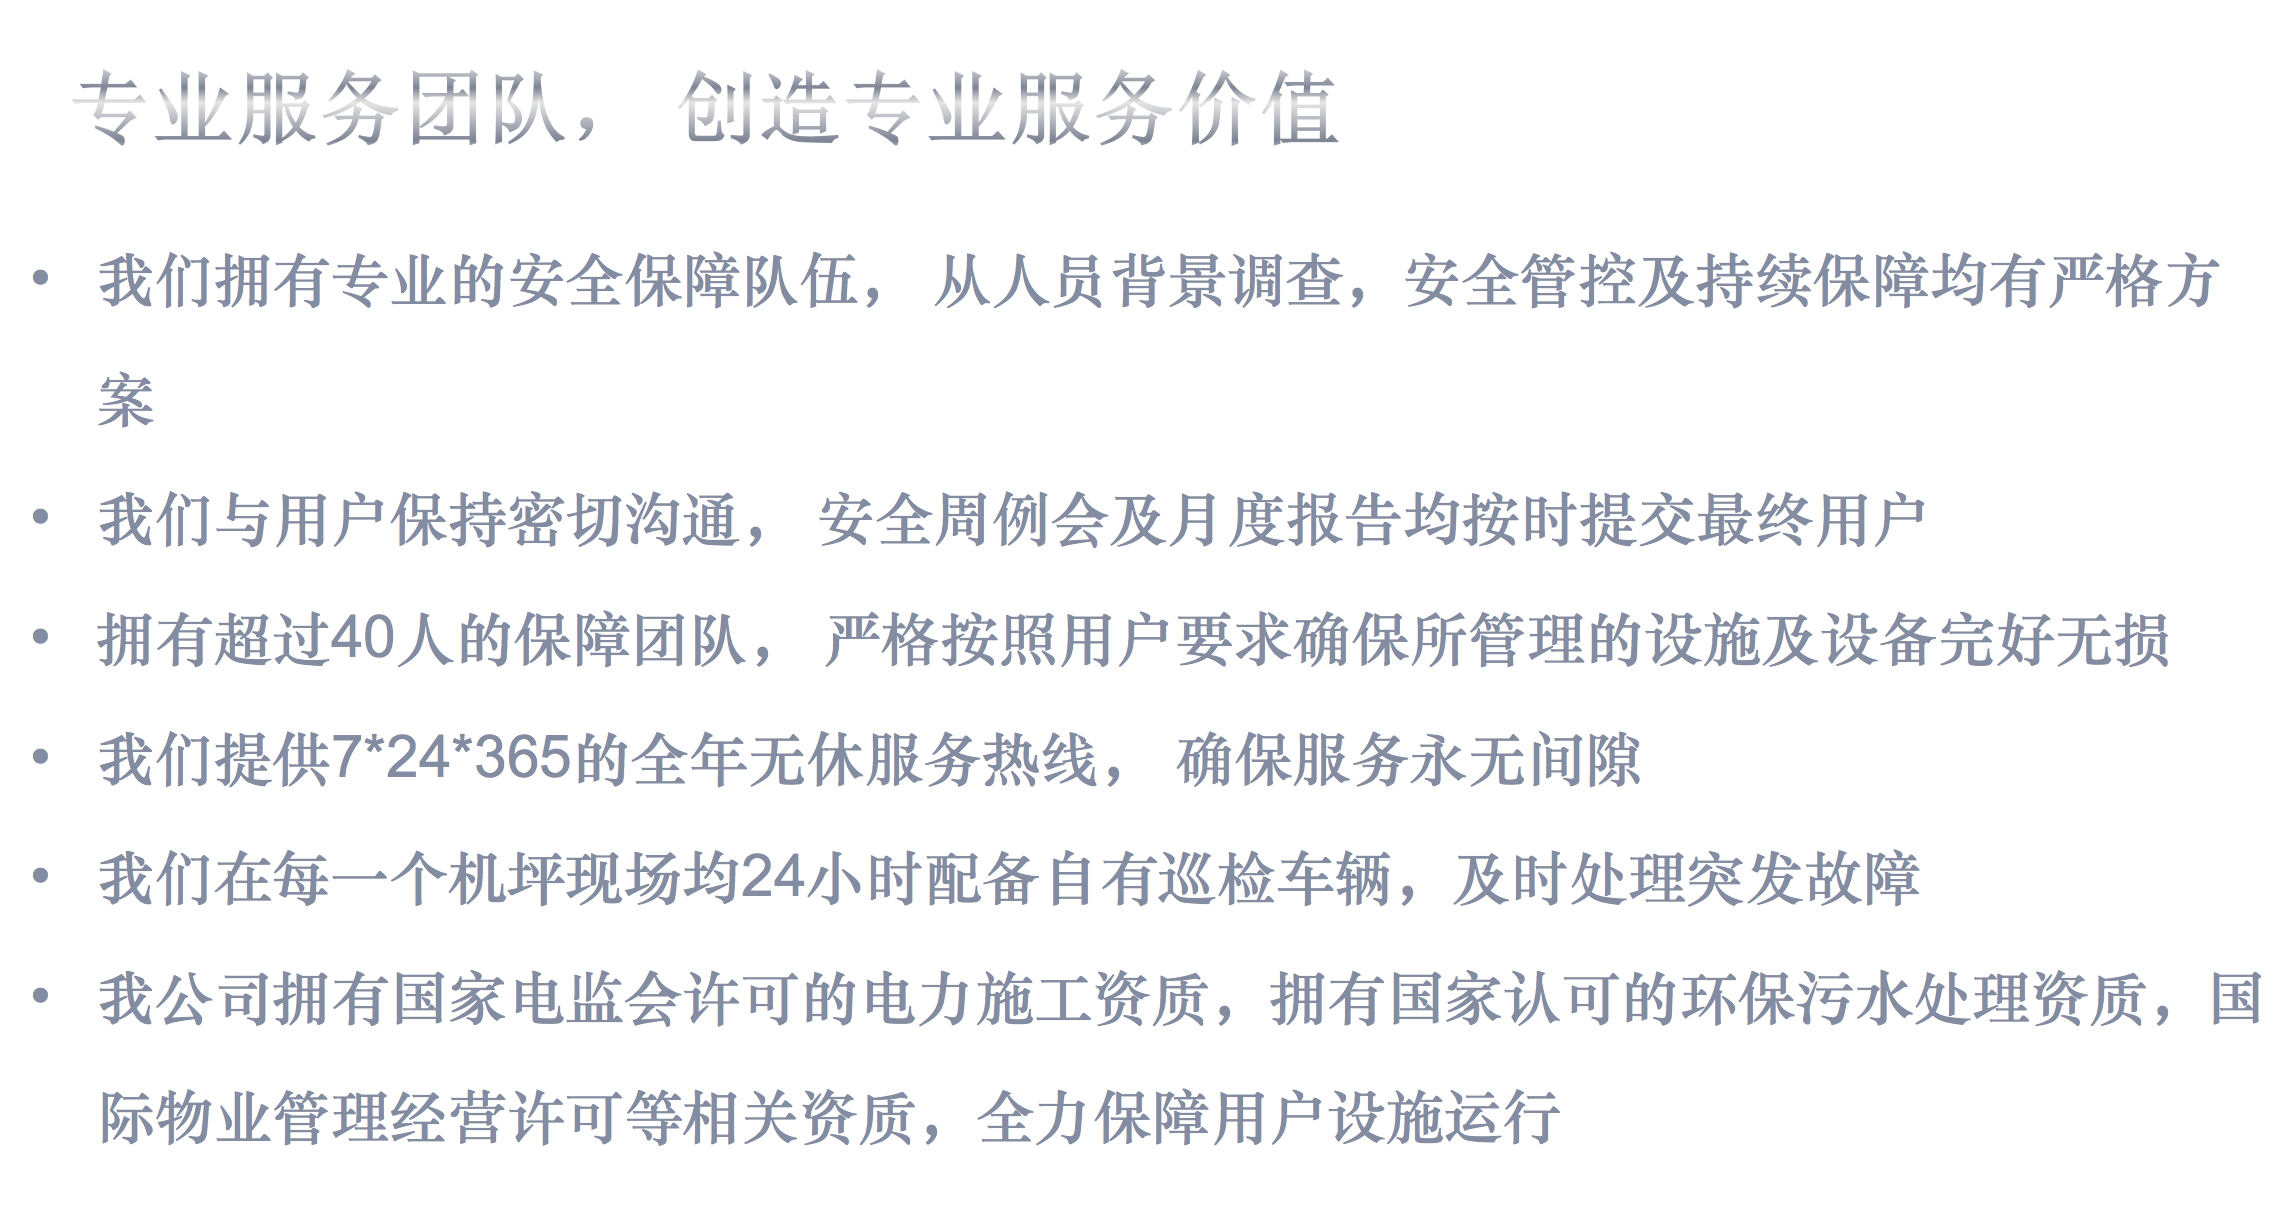 专业服务团队， 创造专业服务价值
• 我们拥有专业的安全保障队伍， 从人员背景调查，安全管控及持续保障均有严格方
案
• 我们与用户保持密切沟通， 安全周例会及月度报告均按时提交最终用户
• 拥有超过40人的保障团队， 严格按照用户要求确保所管理的设施及设备完好无损
• 我们提供7*24*365的全年无休服务热线， 确保服务永无间隙
• 我们在每一个机坪现场均24小时配备自有巡检车辆，及时处理突发故障
• 我公司拥有国家电监会许可的电力施工资质，拥有国家认可的环保污水处理资质，国
际物业管理经营许可等相关资质，全力保障用户设施运行